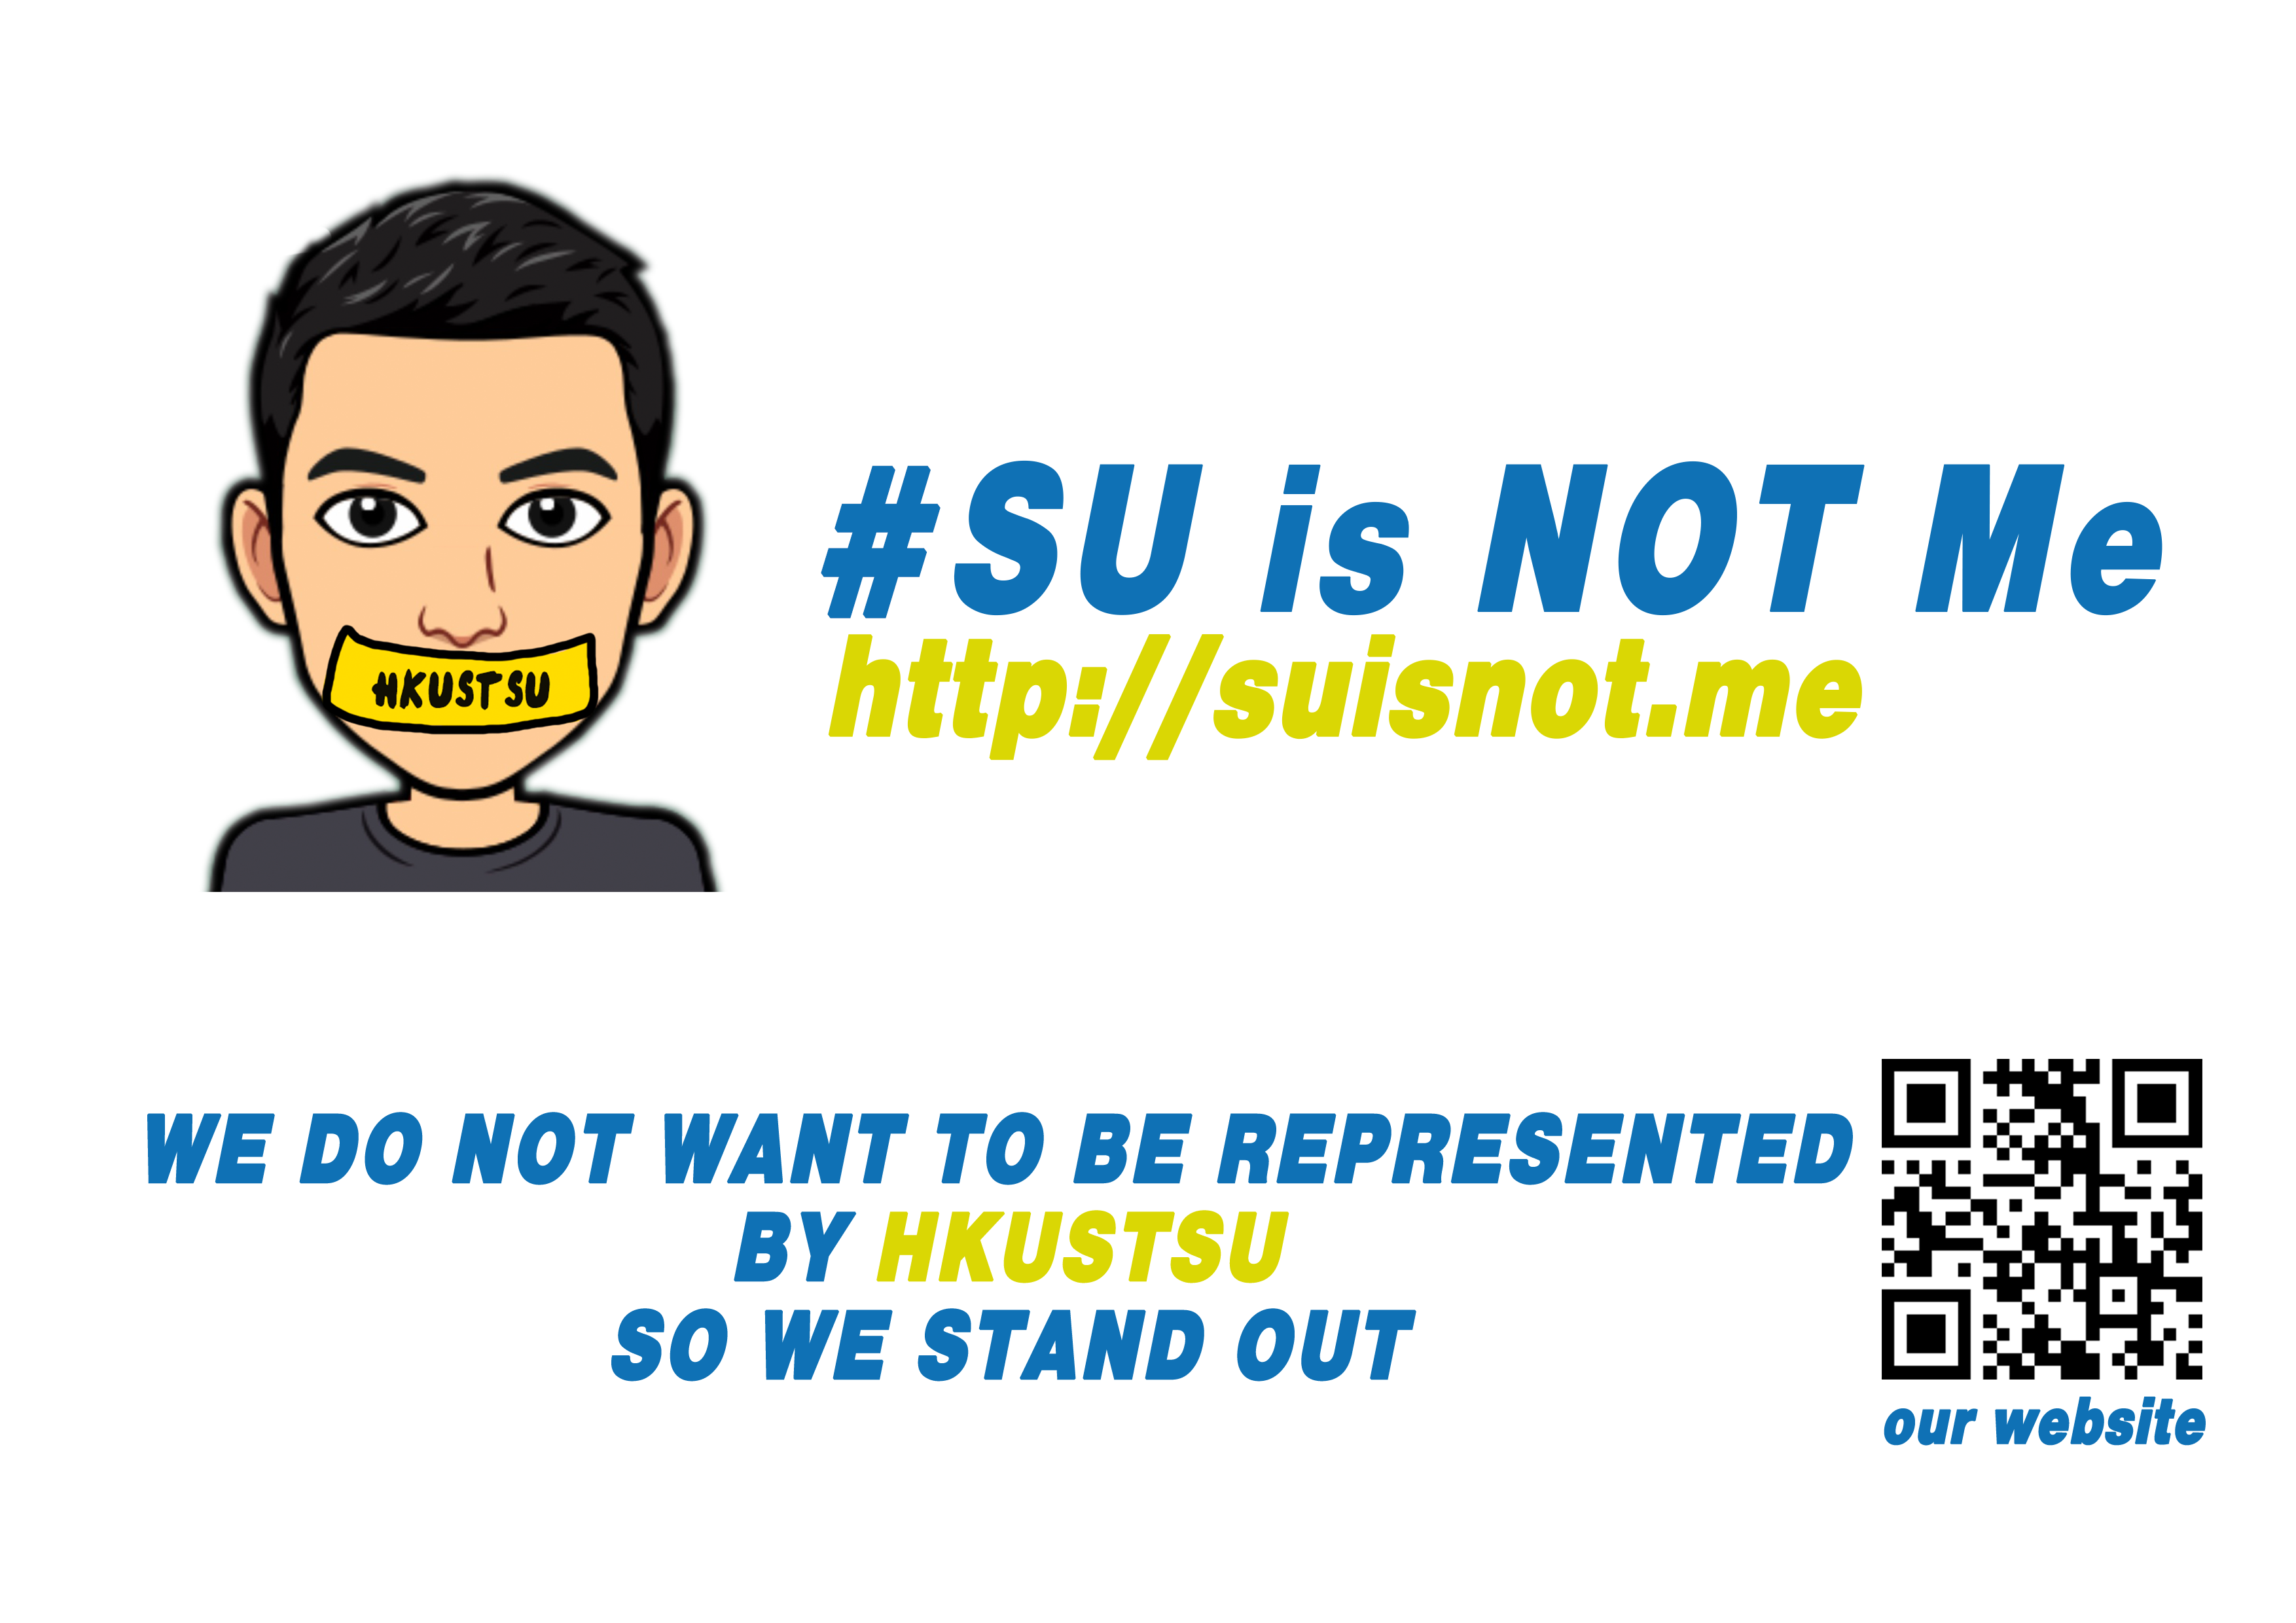 #SU is NOT Me
http://suisnot.me
HKUSTSU
WE DO NOT WANT TO BE REPRESENTED
BY HKUSTSU
SO WE STAND OUT
our website